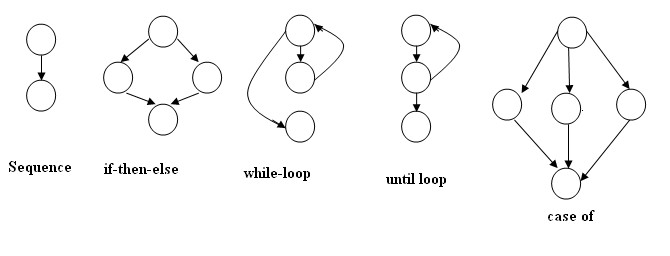 Sequence
if-then-else
while-loop
until loop
case of